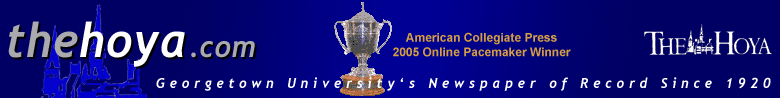 thehoya.com
American Collegiate Press
2005 Online Pacemaker Winner
THE HOYA
Georgetown University‘s Newspaper of Record Since 1920